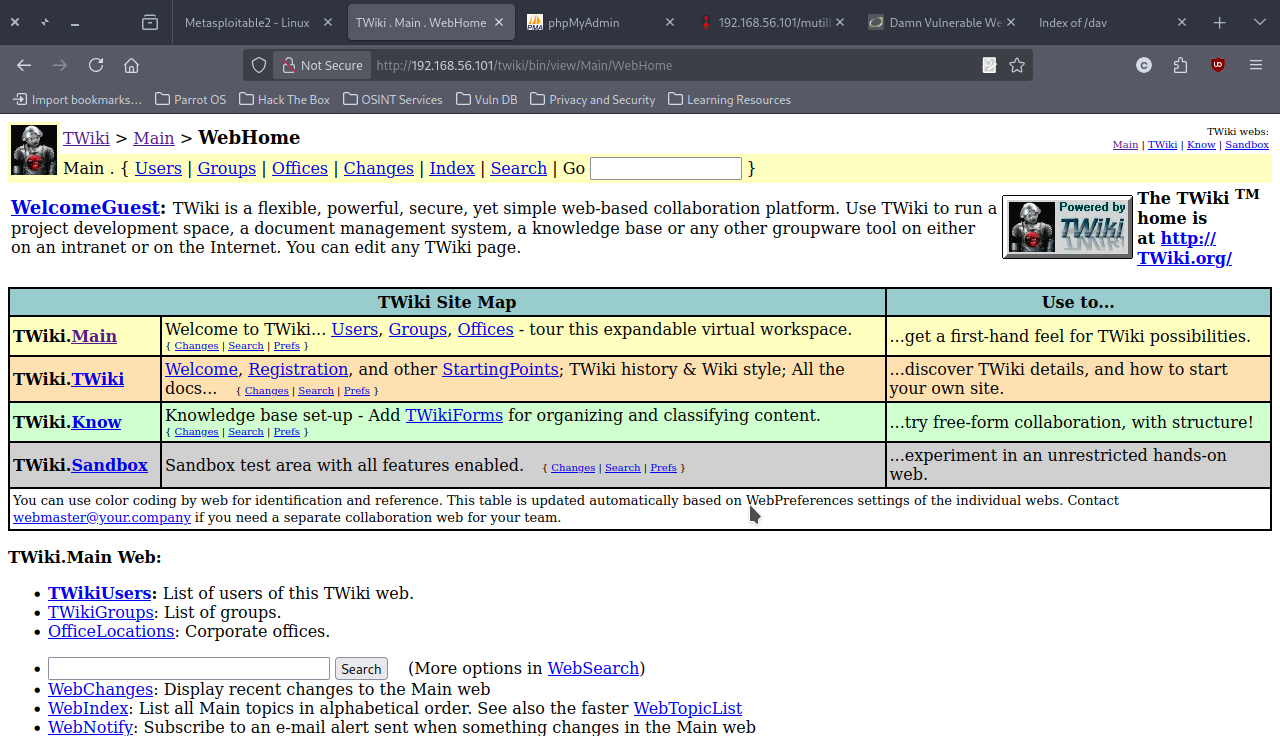 Metasploitable2 - Linux
TWiki . Main . WebHome
phpMyAdmin
192.168.56.101/mutill
Damn Vulnerable We
Index of /dav
Not Secure
http://192.168.56.101/twiki/bin/view/Main/WebHome
Import bookmarks...
Parrot OS
Hack The Box
OSINT Services
Vuln DB
Privacy and Security
Learning Resources
TWiki > Main > WebHome
TWiki webs:
Main | TWiki | Know | Sandbox
Main . { Users | Groups | Offices | Changes | Index | Search | Go }
WelcomeGuest: TWiki is a flexible, powerful, secure, yet simple web-based collaboration platform. Use TWiki to run a
project development space, a document management system, a knowledge base or any other groupware tool on either
on an intranet or on the Internet. You can edit any TWiki page.
Powered by
TWiki
The TWiki TM
home is
at http://
TWiki.org/
TWiki Site Map
Use to...
TWiki.Main
Welcome to TWiki... Users, Groups, Offices - tour this expandable virtual workspace.
{ Changes | Search | Prefs }
...get a first-hand feel for TWiki possibilities.
TWiki.TWiki
Welcome, Registration, and other StartingPoints; TWiki history & Wiki style; All the
docs... { Changes | Search | Prefs }
...discover TWiki details, and how to start
your own site.
TWiki.Know
Knowledge base set-up - Add TWikiForms for organizing and classifying content.
{ Changes | Search | Prefs }
...try free-form collaboration, with structure!
TWiki.Sandbox
Sandbox test area with all features enabled. { Changes | Search | Prefs }
...experiment in an unrestricted hands-on
web.
You can use color coding by web for identification and reference. This table is updated automatically based on WebPreferences settings of the individual webs. Contact
webmaster@your.company if you need a separate collaboration web for your team.
TWiki.Main Web:
• TWikiUsers: List of users of this TWiki web.
• TWikiGroups: List of groups.
• OfficeLocations: Corporate offices.
• Search (More options in WebSearch)
• WebChanges: Display recent changes to the Main web
• WebIndex: List all Main topics in alphabetical order. See also the faster WebTopicList
• WebNotify: Subscribe to an e-mail alert sent when something changes in the Main web